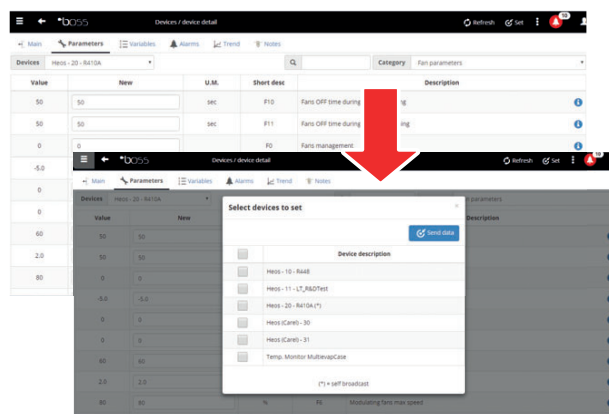 boss
Devices / device detail
Refresh
Set
10
Main
Parameters
Variables
Alarms
Trend
Notes
Devices
Heos - 20 - R410A
Category
Fan parameters
Value
New
U.M.
Short desc
Description
50
50
sec
F10
Fans OFF time during
50
50
sec
F11
Fans OFF time during
0
0
F0
Fans management
-5.0
0
0
60
2.0
80
boss
Devices / device detail
Refresh
Set
10
Main
Parameters
Variables
Alarms
Trend
Notes
Devices
Heos - 20 - R410A
parameters
Value
New
Description
50
50
50
50
0
0
-5.0
-5.0
0
0
0
0
60
60
2.0
2.0
80
80
%
Modulating fans max speed
Select devices to set
×
Send data
Device description
Heos - 10 - R448
Heos - 11 - LT_R&DTest
Heos - 20 - R410A (*)
Heos (Carel) - 30
Heos (Carel) - 31
Temp. Monitor MultievapCase
(*) = self broadcast